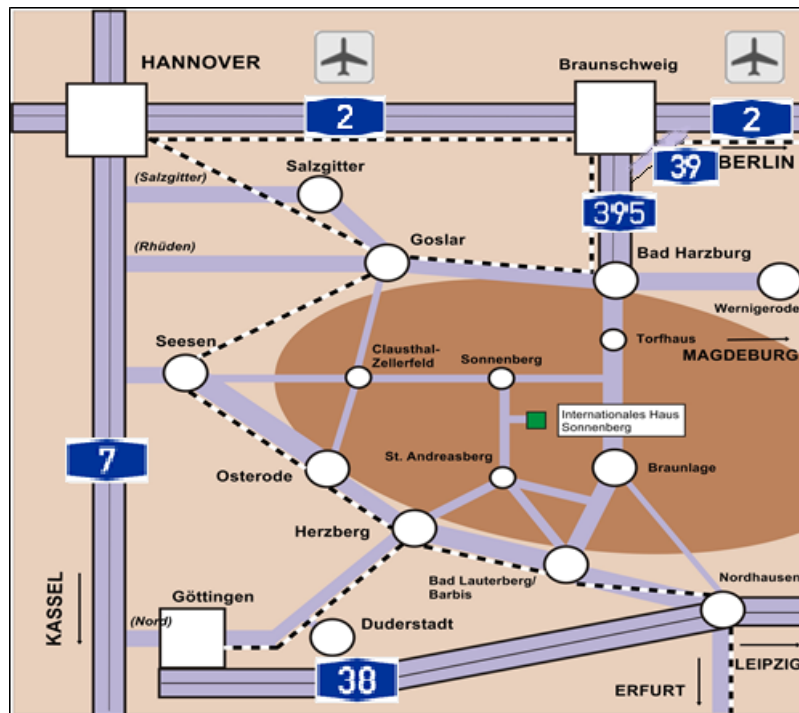 HANNOVER
Braunschweig
2
2
39
BERLIN
Salzgitter
(Salzgitter)
395
Goslar
(Rhüden)
Bad Harzburg
Wernigerode
Seesen
Torfhaus
Clausthal-
Zellerfeld
Sonnenberg
MAGDEBURG
Internationales Haus
Sonnenberg
7
St. Andreasberg
Osterode
Braunlage
Herzberg
Bad Lauterberg/
Barbis
Nordhausen
KASSEL
Göttingen
(Nord)
Duderstadt
38
LEIPZIG
ERFURT